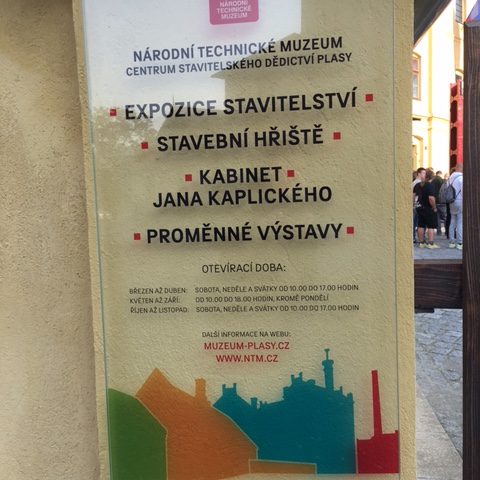 NÁRODNÍ
TECHNICKÉ
MUZEUM
NÁRODNÍ TECHNICKÉ MUZEUM
CENTRUM STAVITELSKÉHO DĚDICTVÍ PLASY
EXPOZICE STAVITELSTVÍ
STAVEBNÍ HŘIŠTĚ
KABINET
JANA KAPLICKÉHO
PROMĚNNÉ VÝSTAVY
OTEVÍRACÍ DOBA:
BŘEZEN AŽ DUBEN: SOBOTA, NEDĚLE A SVÁTKY OD 10.00 DO 17.00 HODIN
KVĚTEN AŽ ZÁŘÍ: OD 10.00 DO 18.00 HODIN, KROMĚ PONDĚLÍ
ŘÍJEN AŽ LISTOPAD: SOBOTA, NEDĚLE A SVÁTKY OD 10.00 DO 17.00 HODIN
DALŠÍ INFORMACE NA WEBU:
MUZEUM-PLASY.CZ
WWW.NTM.CZ